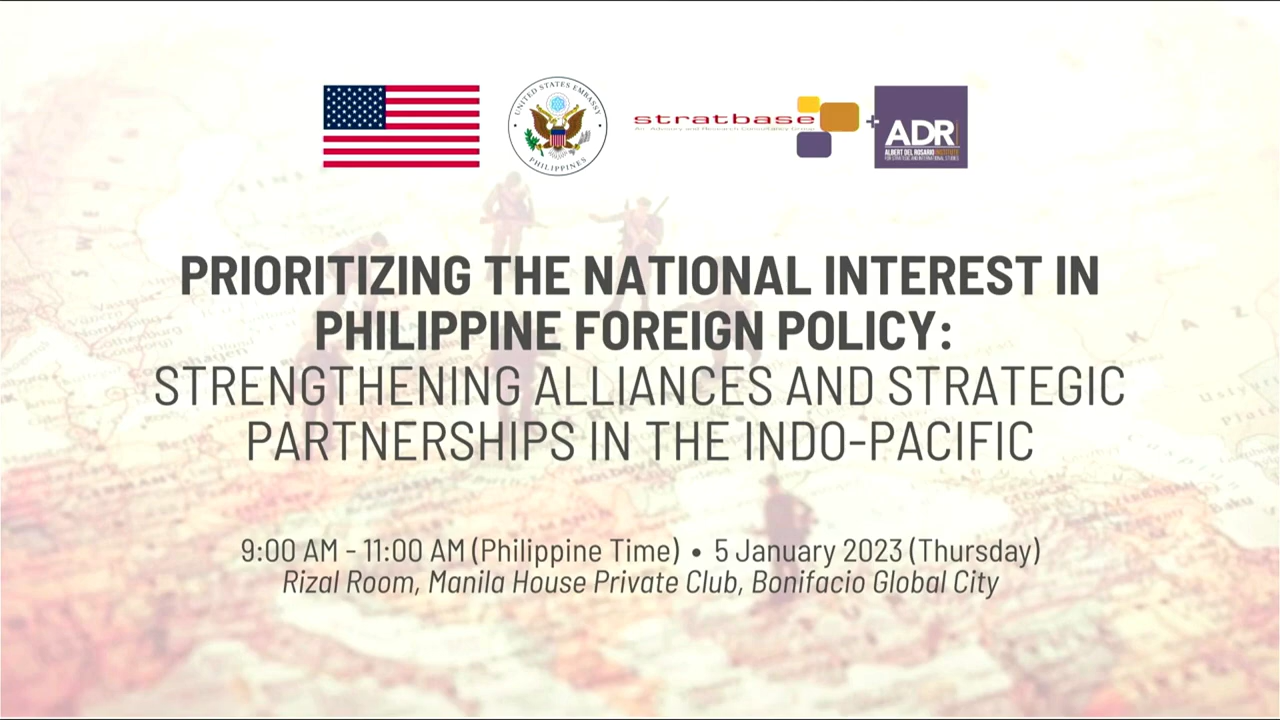 UNITED STATES EMBASSY
PHILIPPINES
stratbase
An Advisory and Research Consultancy Group
+
ADRi
ALBERT DEL ROSARIO INSTITUTE
FOR STRATEGIC AND INTERNATIONAL STUDIES
PRIORITIZING THE NATIONAL INTEREST IN
PHILIPPINE FOREIGN POLICY:
STRENGTHENING ALLIANCES AND STRATEGIC
PARTNERSHIPS IN THE INDO-PACIFIC
9:00 AM - 11:00 AM (Philippine Time) • 5 January 2023 (Thursday)
Rizal Room, Manila House Private Club, Bonifacio Global City